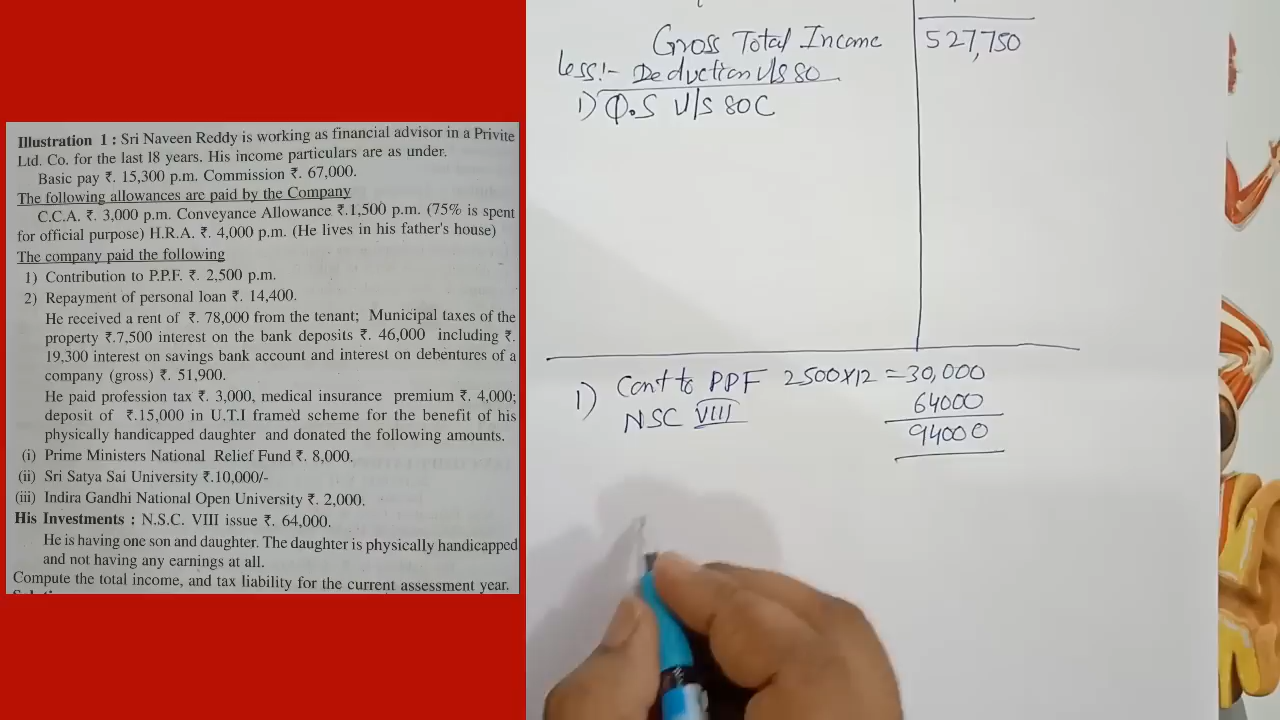 Illustration 1 : Sri Naveen Reddy is working as financial advisor in a Privite
Ltd. Co. for the last 18 years. His income particulars are as under.
Basic pay ₹. 15,300 p.m. Commission ₹. 67,000.
The following allowances are paid by the Company
C.C.A. ₹. 3,000 p.m. Conveyance Allowance ₹.1,500 p.m. (75% is spent
for official purpose) H.R.A. ₹. 4,000 p.m. (He lives in his father's house)
The company paid the following
1) Contribution to P.P.F. ₹. 2,500 p.m.
2) Repayment of personal loan ₹. 14,400.
He received a rent of ₹. 78,000 from the tenant; Municipal taxes of the
property ₹.7,500 interest on the bank deposits ₹. 46,000 including ₹.
19,300 interest on savings bank account and interest on debentures of a
company (gross) ₹. 51,900.
He paid profession tax ₹. 3,000, medical insurance premium ₹. 4,000;
deposit of ₹.15,000 in U.T.I framed scheme for the benefit of his
physically handicapped daughter and donated the following amounts.
(i) Prime Ministers National Relief Fund ₹. 8,000.
(ii) Sri Satya Sai University ₹.10,000/-
(iii) Indira Gandhi National Open University ₹. 2,000.
His Investments : N.S.C. VIII issue ₹. 64,000.
He is having one son and daughter. The daughter is physically handicapped
and not having any earnings at all.
Compute the total income, and tax liability for the current assessment year.
Gross Total Income 527,750
Less:- Deduction U/s 80
1) Q.S U/s 80C
1) Cont to PPF 2500×12 = 30,000
NSC VIII 64000
94000